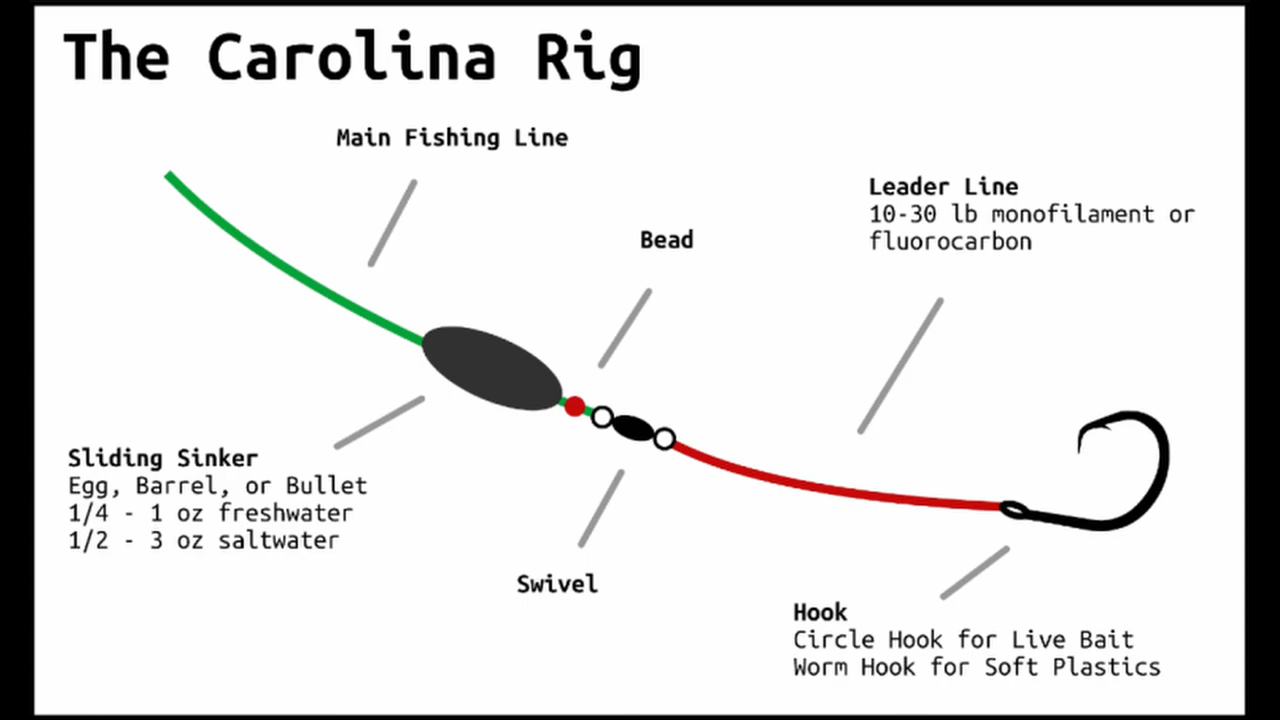 The Carolina Rig
Main Fishing Line
Leader Line
10-30 lb monofilament or
fluorocarbon
Bead
Sliding Sinker
Egg, Barrel, or Bullet
1/4 - 1 oz freshwater
1/2 - 3 oz saltwater
Swivel
Hook
Circle Hook for Live Bait
Worm Hook for Soft Plastics